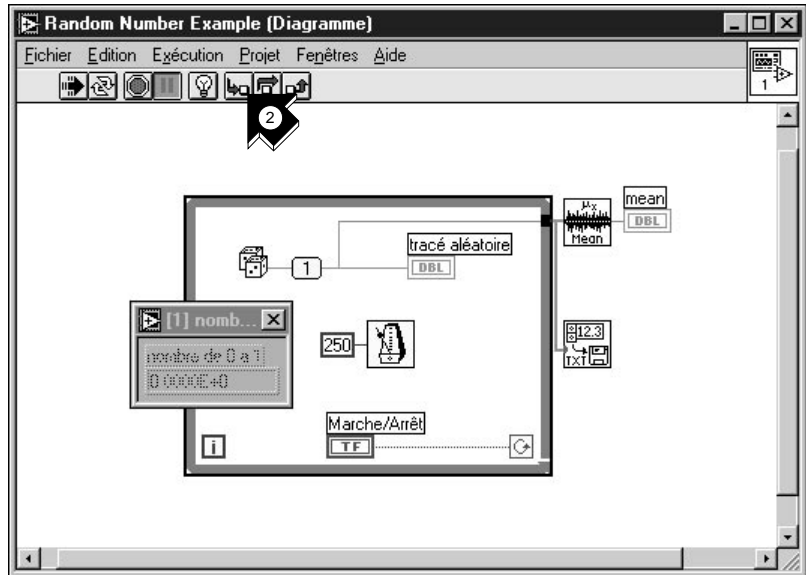 Random Number Example (Diagramme)
Fichier Edition Exécution Projet Fenêtres Aide
1
2
mean
µx
Mean
DBL
tracé aléatoire
DBL
1
[1] nomb...
nombre de 0 a 1
0.0000E+0
250
12.3
TXT
Marche/Arrêt
TF
i